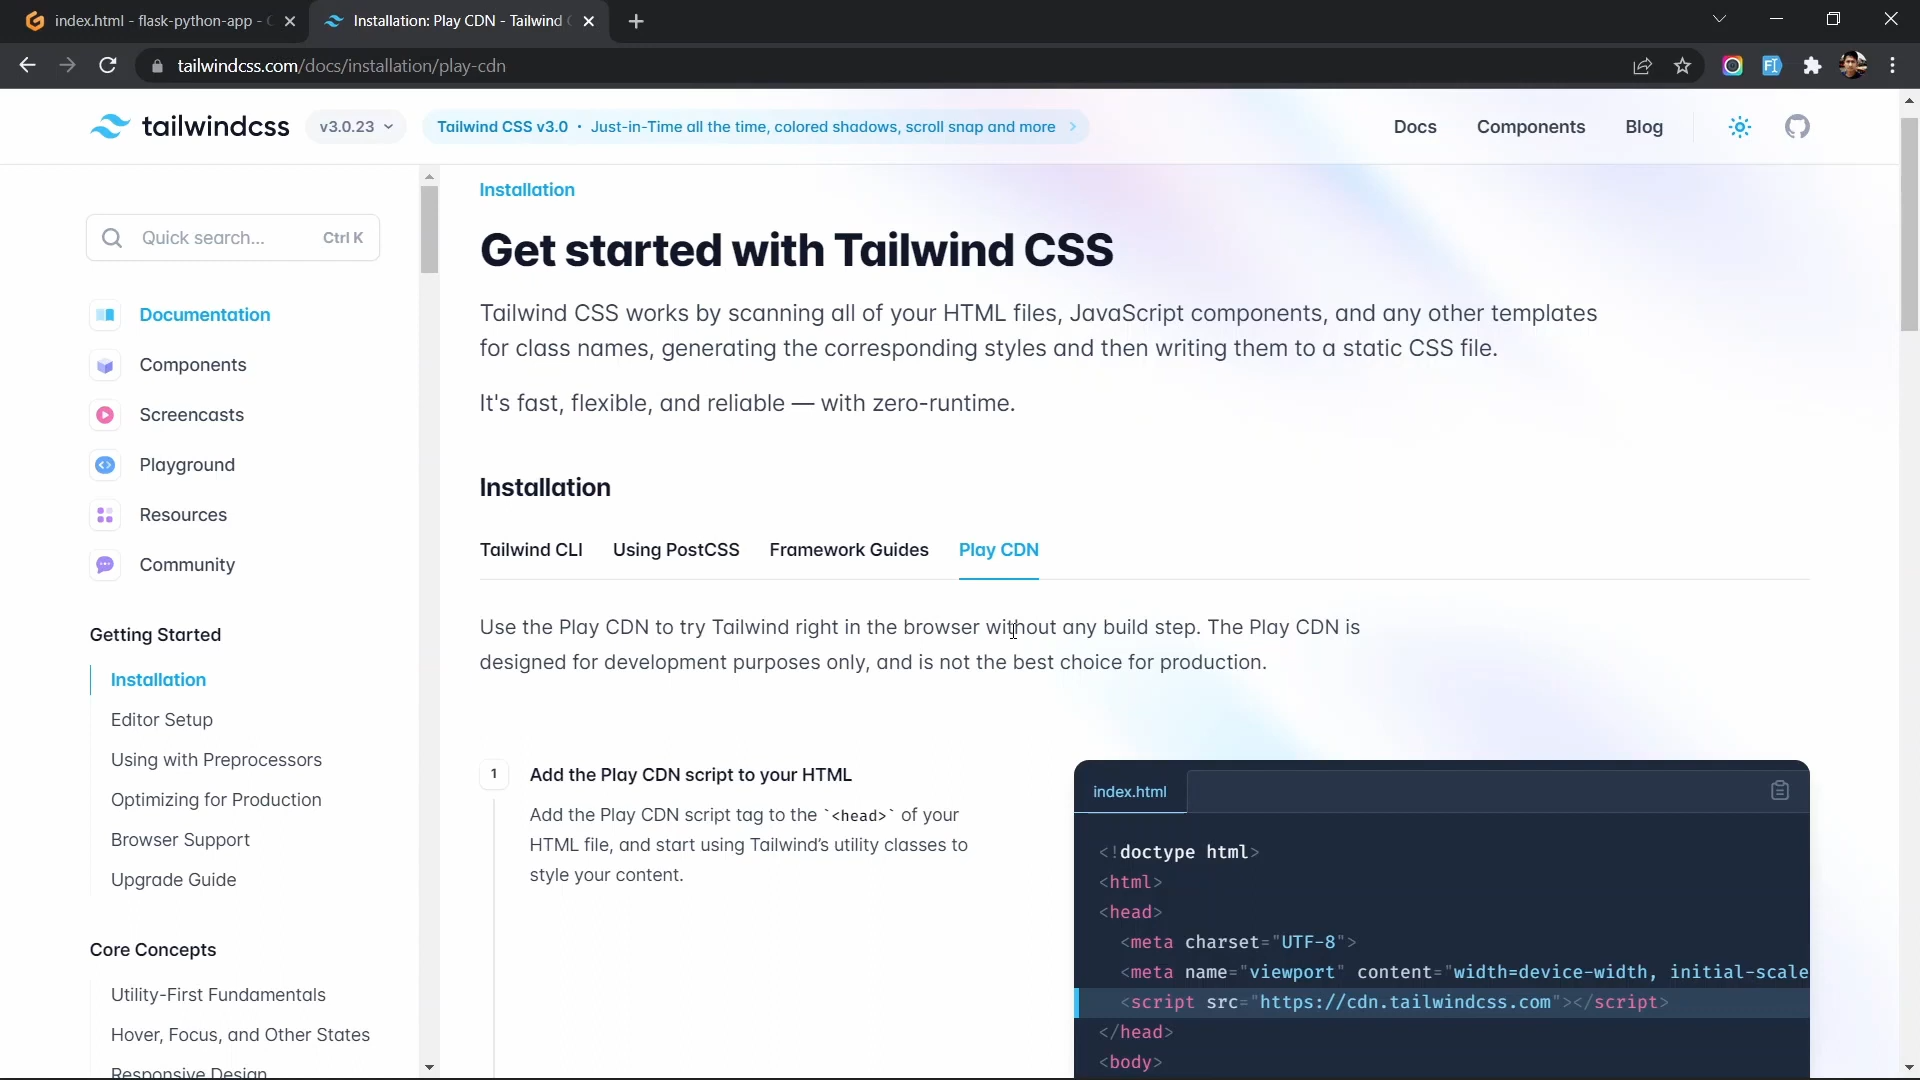 index.html - flask-python-app -
Installation: Play CDN - Tailwind
tailwindcss.com/docs/installation/play-cdn
tailwindcss
v3.0.23
Tailwind CSS v3.0 · Just-in-Time all the time, colored shadows, scroll snap and more
Docs
Components
Blog
Quick search...
Ctrl K
Documentation
Components
Screencasts
Playground
Resources
Community
Getting Started
Installation
Editor Setup
Using with Preprocessors
Optimizing for Production
Browser Support
Upgrade Guide
Core Concepts
Utility-First Fundamentals
Hover, Focus, and Other States
Responsive Design
Installation
Get started with Tailwind CSS
Tailwind CSS works by scanning all of your HTML files, JavaScript components, and any other templates
for class names, generating the corresponding styles and then writing them to a static CSS file.
It's fast, flexible, and reliable — with zero-runtime.
Installation
Tailwind CLI
Using PostCSS
Framework Guides
Play CDN
Use the Play CDN to try Tailwind right in the browser without any build step. The Play CDN is
designed for development purposes only, and is not the best choice for production.
1
Add the Play CDN script to your HTML
Add the Play CDN script tag to the `<head>` of your
HTML file, and start using Tailwind’s utility classes to
style your content.
index.html
<!doctype html>
<html>
<head>
<meta charset="UTF-8">
<meta name="viewport" content="width=device-width, initial-scale
<script src="https://cdn.tailwindcss.com"></script>
</head>
<body>